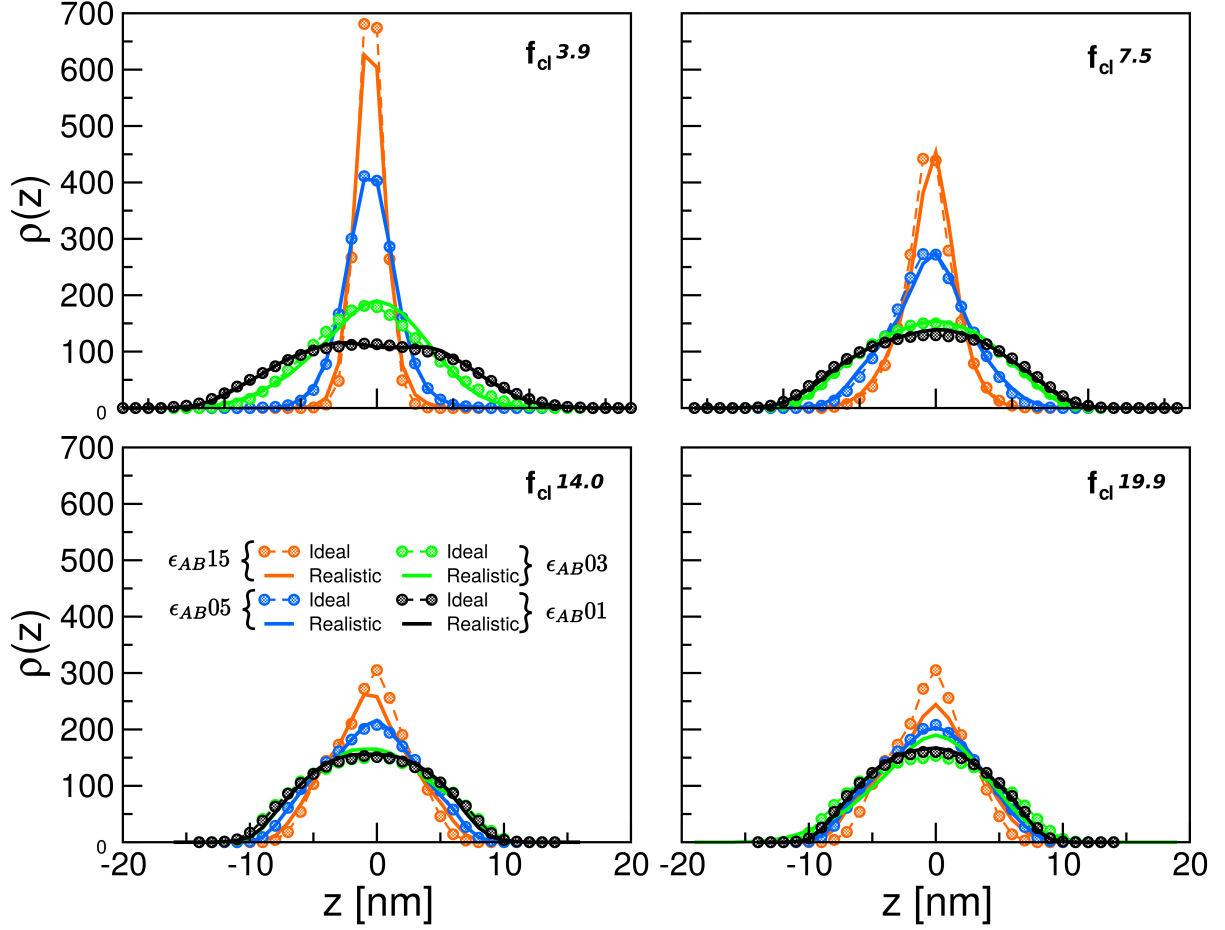 700
600
500
400
300
200
100
0
ρ(z)
f_cl 3.9
f_cl 7.5
700
600
500
400
300
200
100
0
ρ(z)
f_cl 14.0
ϵ_AB15 { Ideal
Realistic
ϵ_AB05 { Ideal
Realistic
Ideal } ϵ_AB03
Realistic
Ideal } ϵ_AB01
Realistic
f_cl 19.9
-20 -10 0 10 20
z [nm]
-20 -10 0 10 20
z [nm]